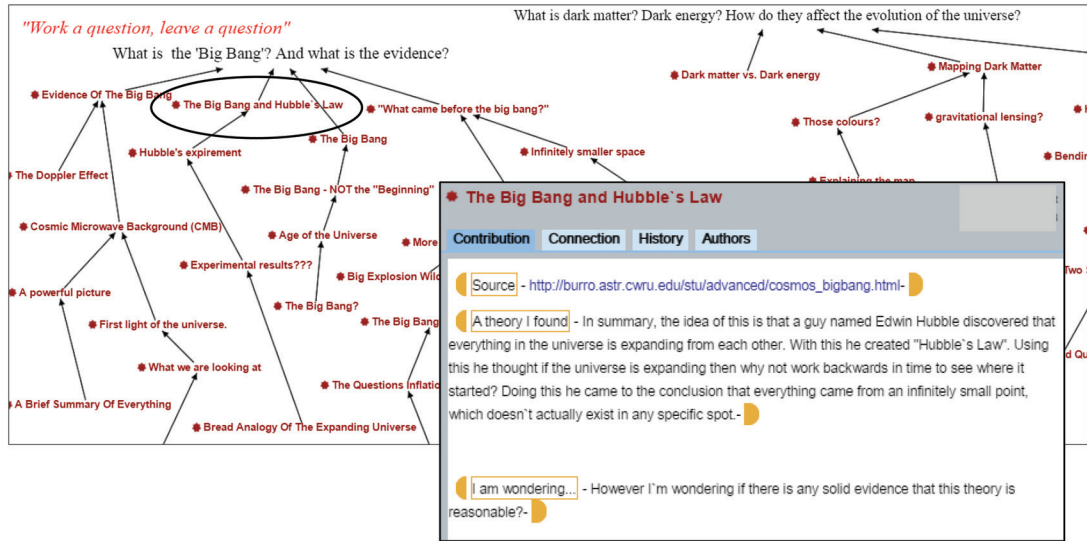 "Work a question, leave a question"
What is the 'Big Bang'? And what is the evidence?
What is dark matter? Dark energy? How do they affect the evolution of the universe?
Evidence Of The Big Bang
The Big Bang and Hubble`s Law
"What came before the big bang?"
Dark matter vs. Dark energy
Mapping Dark Matter
Those colours?
gravitational lensing?
The Big Bang
Hubble's expirement
Infinitely smaller space
Bending
The Doppler Effect
Explaining the map
The Big Bang - NOT the "Beginning"
Cosmic Microwave Background (CMB)
Age of the Universe
More
Experimental results???
Big Explosion Wild
Two S
A powerful picture
The Big Bang?
First light of the universe.
The Big Bang
What we are looking at
d Qu
The Questions Inflatio
A Brief Summary Of Everything
Bread Analogy Of The Expanding Universe
The Big Bang and Hubble`s Law
Contribution Connection History Authors
Source - http://burro.astr.cwru.edu/stu/advanced/cosmos_bigbang.html-
A theory I found - In summary, the idea of this is that a guy named Edwin Hubble discovered that
everything in the universe is expanding from each other. With this he created "Hubble`s Law". Using
this he thought if the universe is expanding then why not work backwards in time to see where it
started? Doing this he came to the conclusion that everything came from an infinitely small point,
which doesn`t actually exist in any specific spot.-
I am wondering... - However I`m wondering if there is any solid evidence that this theory is
reasonable?-